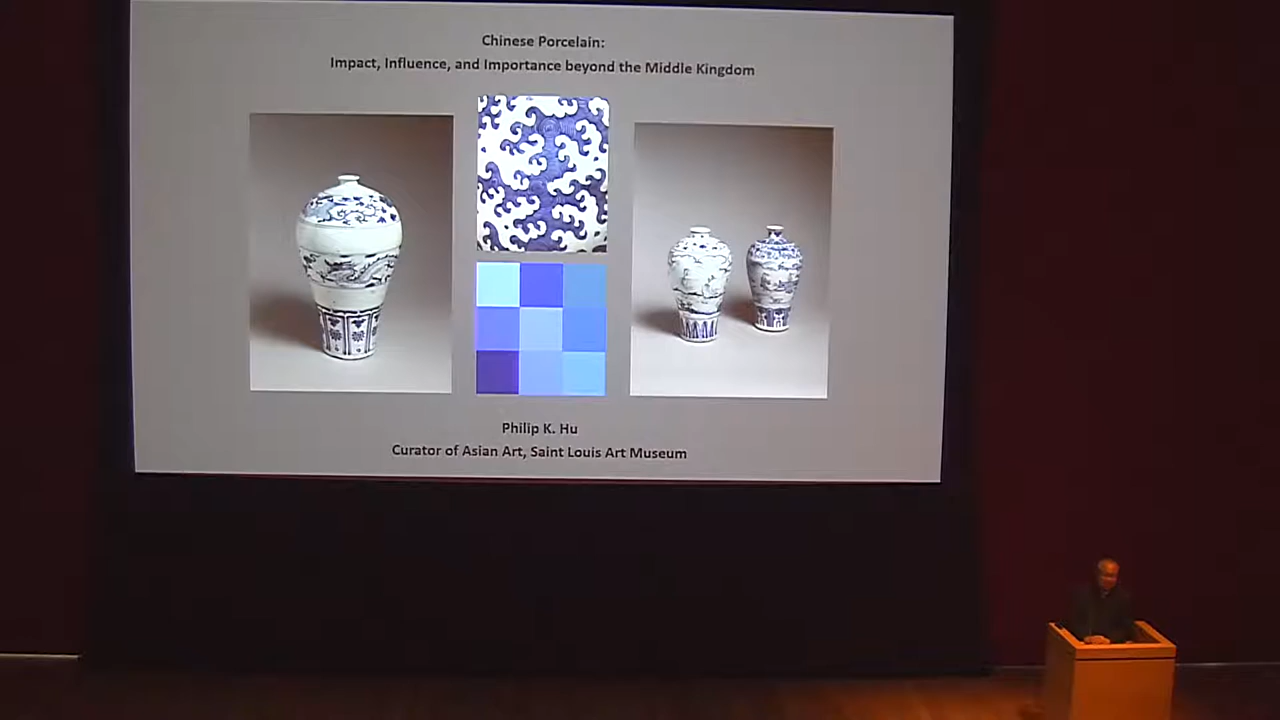 Chinese Porcelain:
Impact, Influence, and Importance beyond the Middle Kingdom
Philip K. Hu
Curator of Asian Art, Saint Louis Art Museum